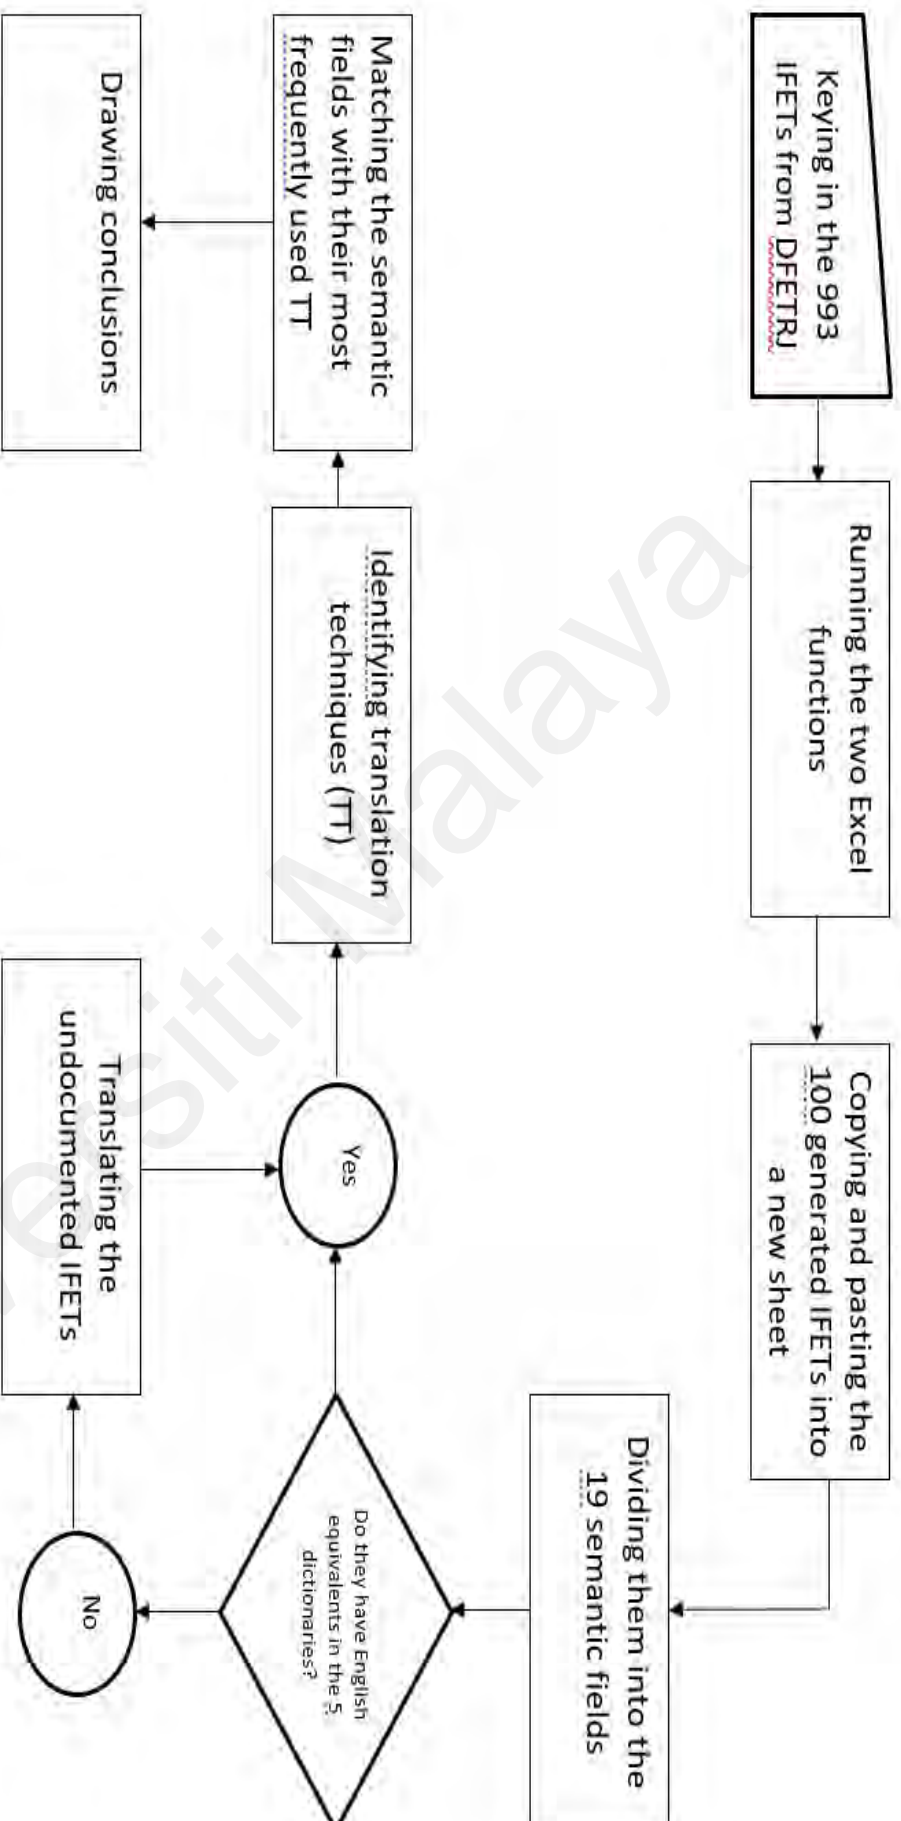 Keying in the 993
IFETs from DFETRJ
Running the two Excel
functions
Copying and pasting the
100 generated IFETs into
a new sheet
Dividing them into the
19 semantic fields
Do they have English
equivalents in the 5
dictionaries?
Yes
No
Translating the
undocumented IFETs
Identifying translation
techniques (TT)
Matching the semantic
fields with their most
frequently used TT
Drawing conclusions
ersiti Malaya